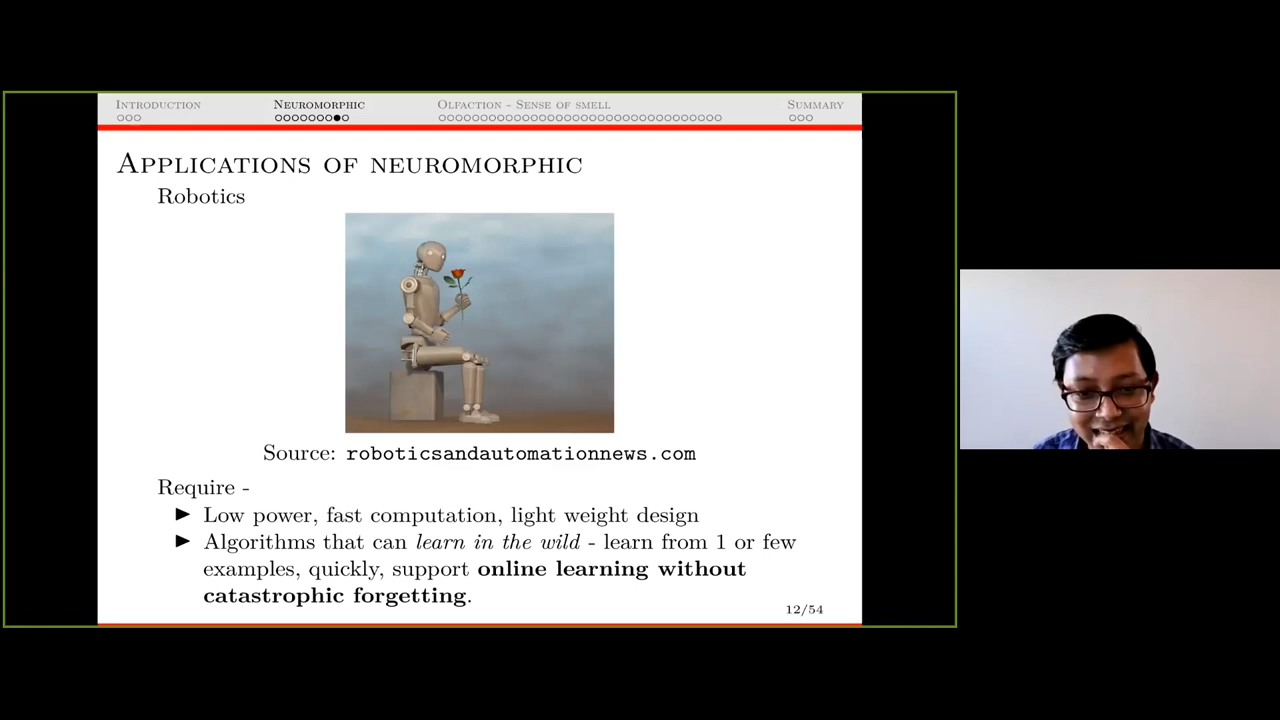 Introduction
Neuromorphic
Olfaction - Sense of smell
Summary
Applications of neuromorphic
Robotics
Source: roboticsandautomationnews.com
Require -
► Low power, fast computation, light weight design
► Algorithms that can learn in the wild - learn from 1 or few
examples, quickly, support online learning without
catastrophic forgetting.
12/54